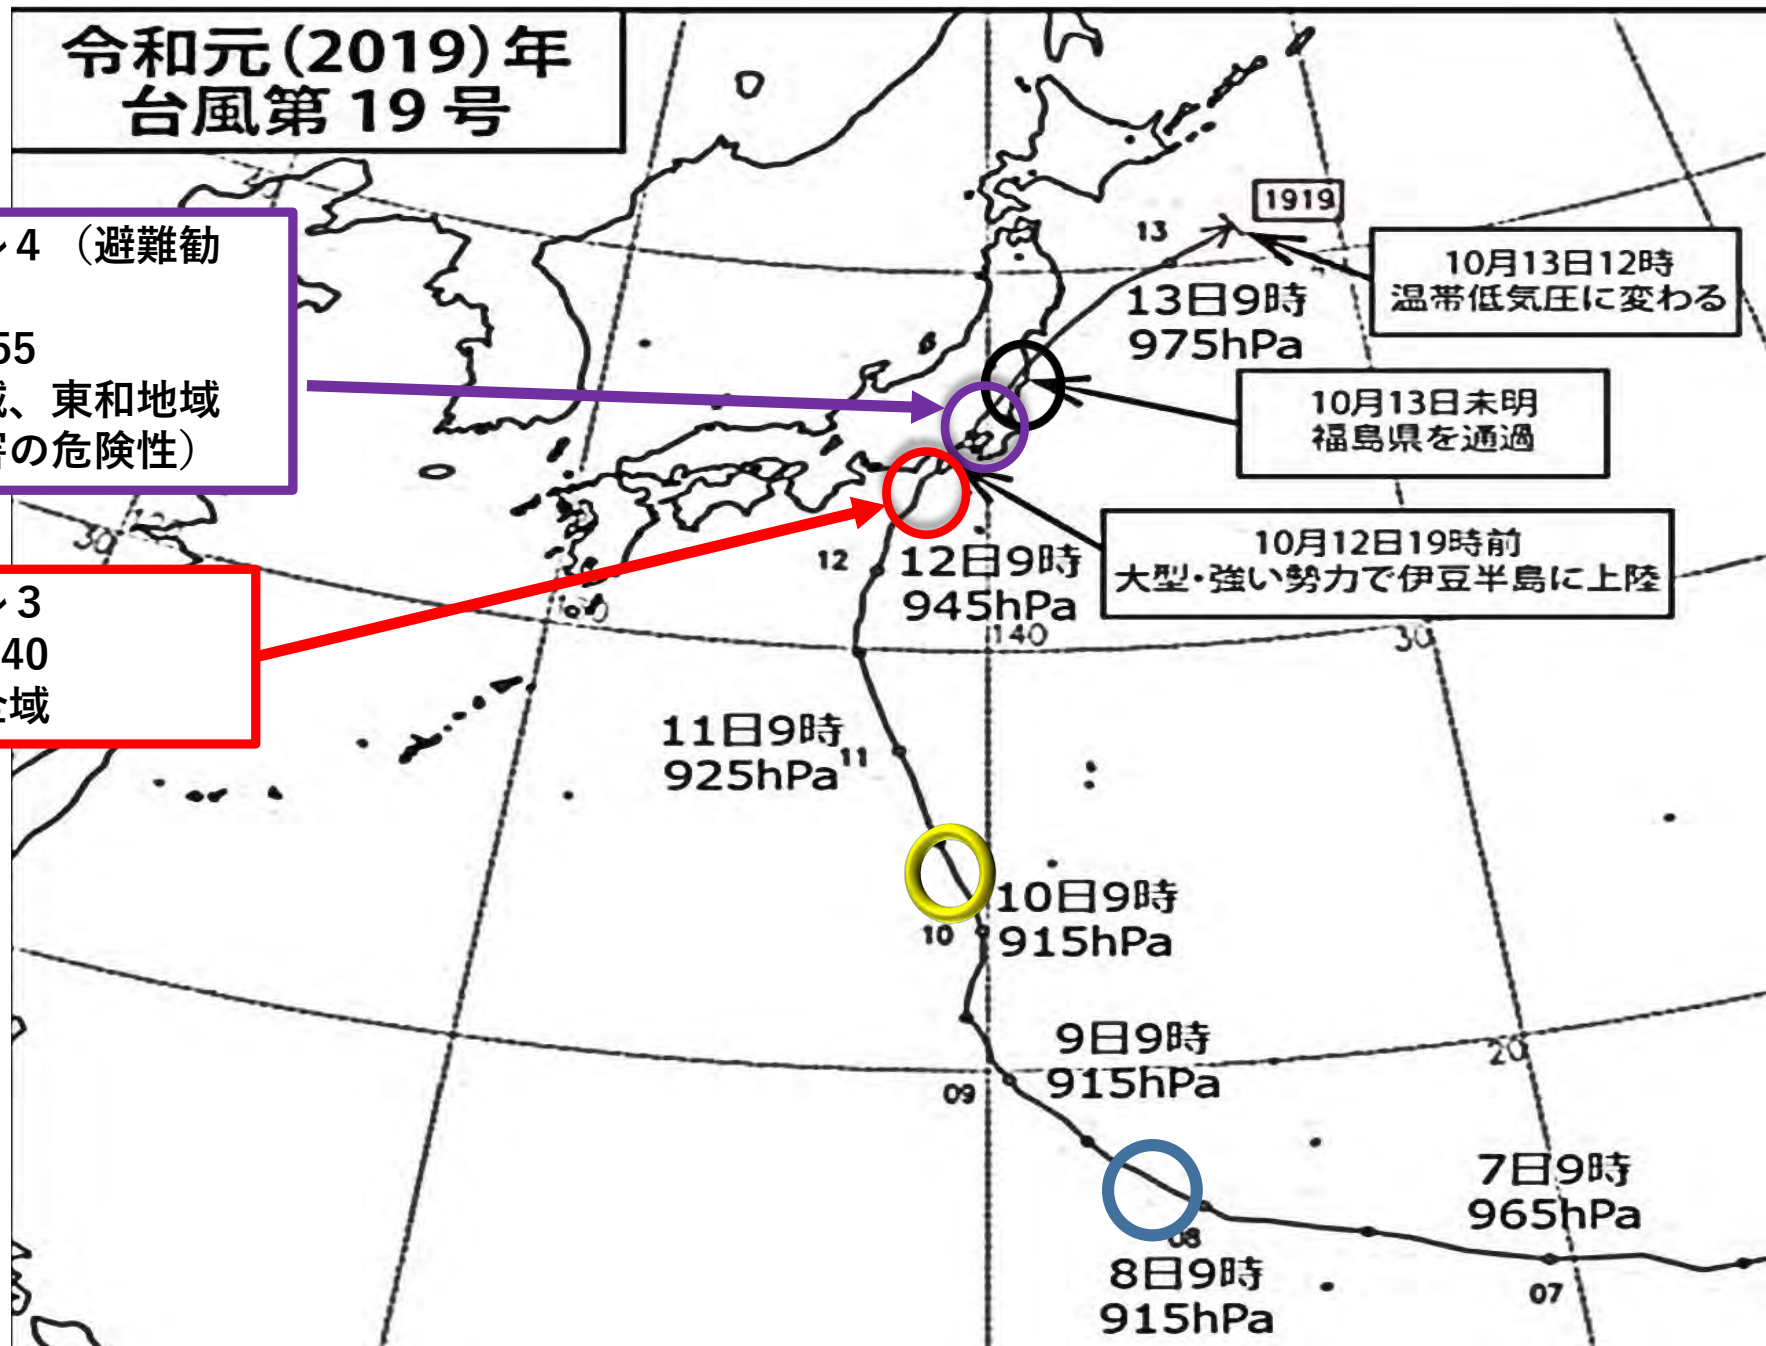 令和元(2019)年
台風第19号
4 （避難勧
55
、東和地域
の危険性）
3
40
全域
1919
13
10月13日12時
温帯低気圧に変わる
13日9時
975hPa
10月13日未明
福島県を通過
10月12日19時前
大型・強い勢力で伊豆半島に上陸
12
12日9時
945hPa
30
140
30
11日9時
925hPa
11
10日9時
915hPa
10
9日9時
915hPa
09
20
7日9時
965hPa
07
08
8日9時
915hPa